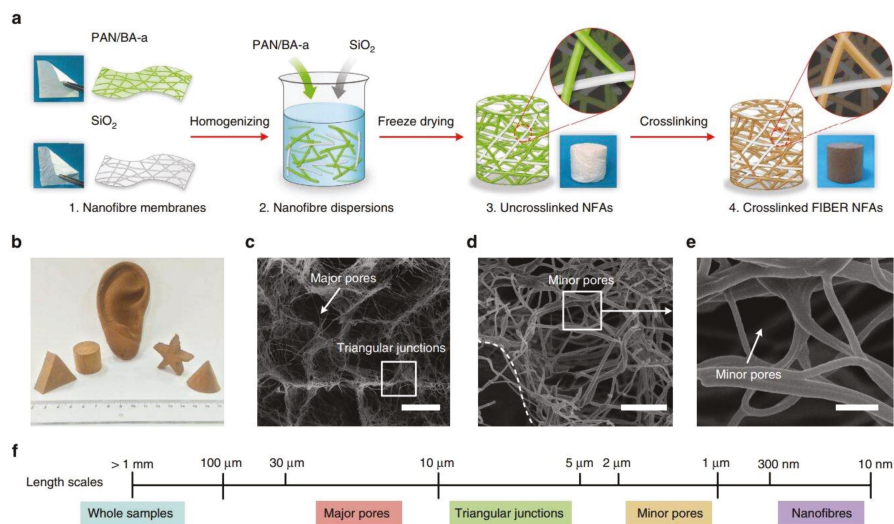 a
PAN/BA-a
SiO₂
Homogenizing
PAN/BA-a
SiO₂
Freeze drying
Crosslinking
1. Nanofibre membranes
2. Nanofibre dispersions
3. Uncrosslinked NFAs
4. Crosslinked FIBER NFAs
b
c
Major pores
Triangular junctions
d
Minor pores
e
Minor pores
f
Length scales
> 1 mm
100 μm
30 μm
10 μm
5 μm
2 μm
1 μm
300 nm
10 nm
Whole samples
Major pores
Triangular junctions
Minor pores
Nanofibres